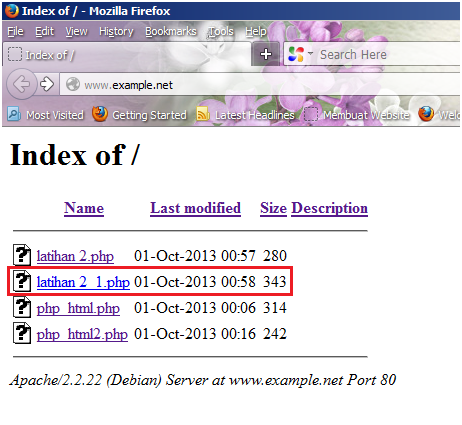 Index of / - Mozilla Firefox
File Edit View History Bookmarks Tools Help
Index of /
Search Here
www.example.net
Most Visited Getting Started Latest Headlines Membuat Website
Index of /
Name Last modified Size Description
latihan 2.php 01-Oct-2013 00:57 280
latihan 2_1.php 01-Oct-2013 00:58 343
php_html.php 01-Oct-2013 00:06 314
php_html2.php 01-Oct-2013 00:16 242
Apache/2.2.22 (Debian) Server at www.example.net Port 80